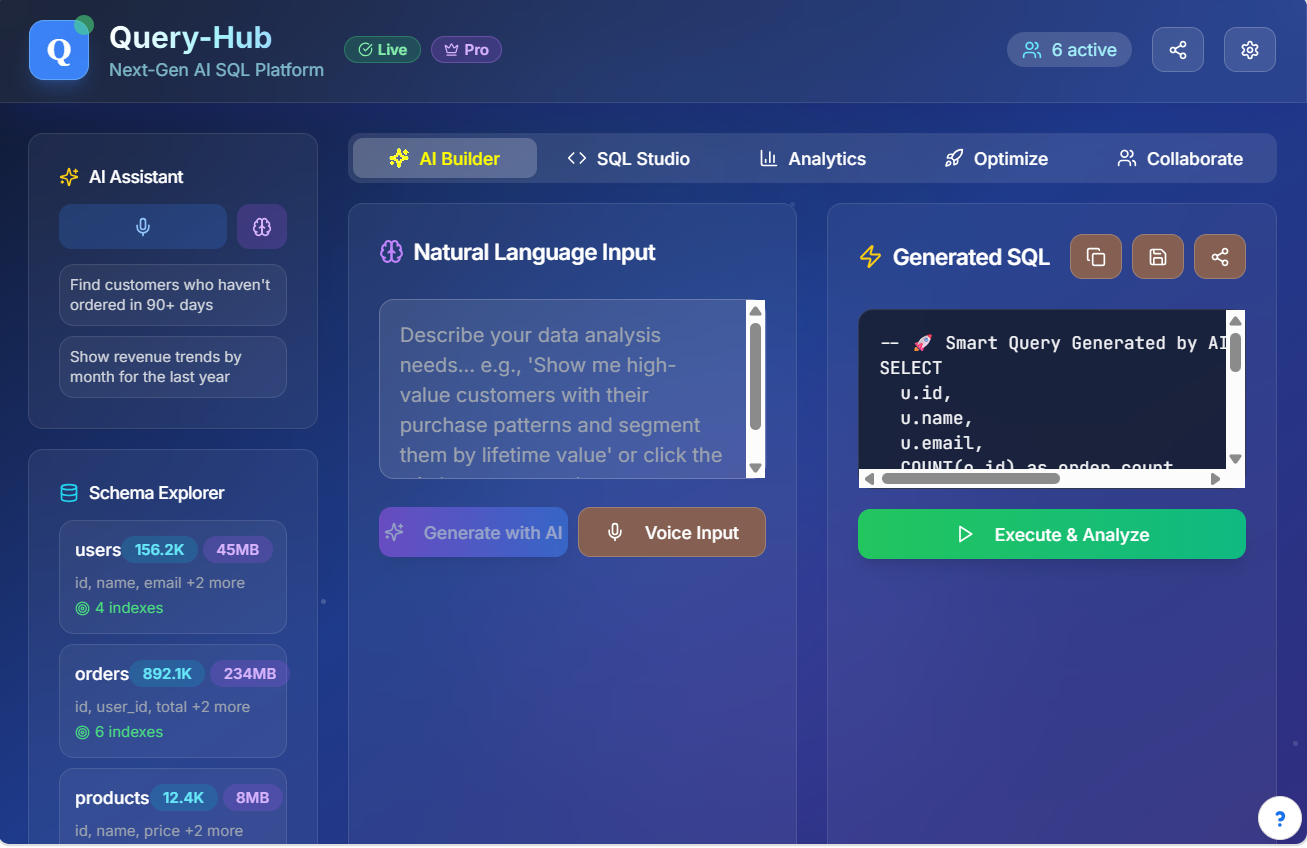 Q
Query-Hub
Next-Gen AI SQL Platform
Live
Pro
6 active
AI Assistant
Find customers who haven't
ordered in 90+ days
Show revenue trends by
month for the last year
Schema Explorer
users 156.2K 45MB
id, name, email +2 more
4 indexes
orders 892.1K 234MB
id, user_id, total +2 more
6 indexes
products 12.4K 8MB
id, name, price +2 more
AI Builder
SQL Studio
Analytics
Optimize
Collaborate
Natural Language Input
Describe your data analysis
needs... e.g., 'Show me high-
value customers with their
purchase patterns and segment
them by lifetime value' or click the
Generate with AI
Voice Input
Generated SQL
-- 🚀 Smart Query Generated by AI
SELECT
u.id,
u.name,
u.email,
COUNT(o.id) as order_count
Execute & Analyze
?